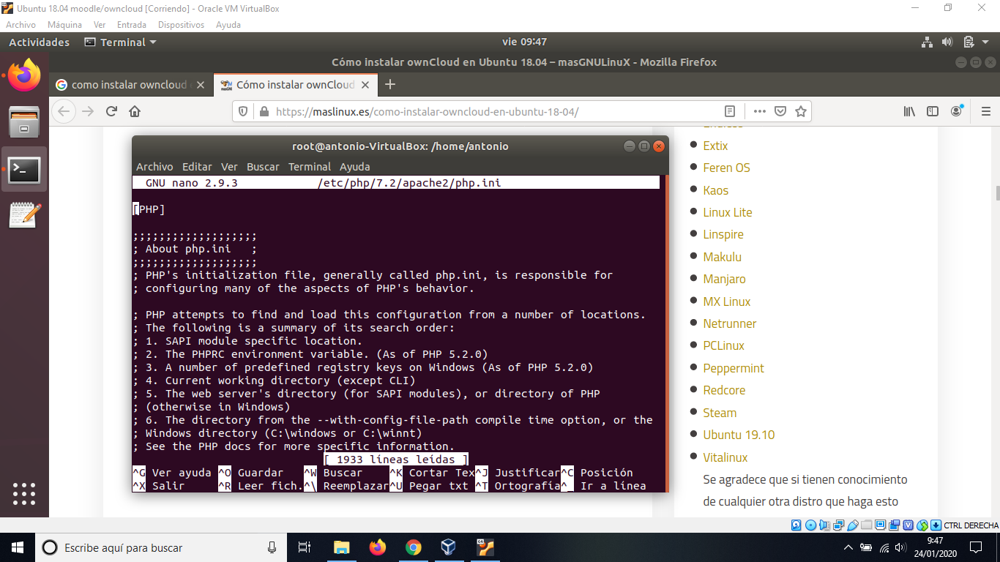 Ubuntu 18.04 moodle/owncloud [Corriendo] - Oracle VM VirtualBox
Archivo Máquina Ver Entrada Dispositivos Ayuda
Actividades Terminal vie 09:47
Cómo instalar ownCloud en Ubuntu 18.04 – masGNULinuX - Mozilla Firefox
como instalar owncloud Cómo instalar ownCloud
https://maslinux.es/como-instalar-owncloud-en-ubuntu-18-04/
root@antonio-VirtualBox: /home/antonio
Archivo Editar Ver Buscar Terminal Ayuda
GNU nano 2.9.3 /etc/php/7.2/apache2/php.ini
[PHP]
;;;;;;;;;;;;;;;;;;;
; About php.ini   ;
;;;;;;;;;;;;;;;;;;;
; PHP's initialization file, generally called php.ini, is responsible for
; configuring many of the aspects of PHP's behavior.
; PHP attempts to find and load this configuration from a number of locations.
; The following is a summary of its search order:
; 1. SAPI module specific location.
; 2. The PHPRC environment variable. (As of PHP 5.2.0)
; 3. A number of predefined registry keys on Windows (As of PHP 5.2.0)
; 4. Current working directory (except CLI)
; 5. The web server's directory (for SAPI modules), or directory of PHP
; (otherwise in Windows)
; 6. The directory from the --with-config-file-path compile time option, or the
; Windows directory (C:\windows or C:\winnt)
; See the PHP docs for more specific information.
[ 1933 líneas leídas ]
^G Ver ayuda ^O Guardar ^W Buscar ^K Cortar Tex ^J Justificar ^C Posición
^X Salir ^R Leer fich. ^\ Reemplazar ^U Pegar txt ^T Ortografía ^_ Ir a línea
Extix
Feren OS
Kaos
Linux Lite
Linspire
Makulu
Manjaro
MX Linux
Netrunner
PCLinux
Peppermint
Redcore
Steam
Ubuntu 19.10
Vitalinux
Se agradece que si tienen conocimiento
de cualquier otra distro que haga esto
CTRL DERECHA
Escribe aquí para buscar
9:47
24/01/2020